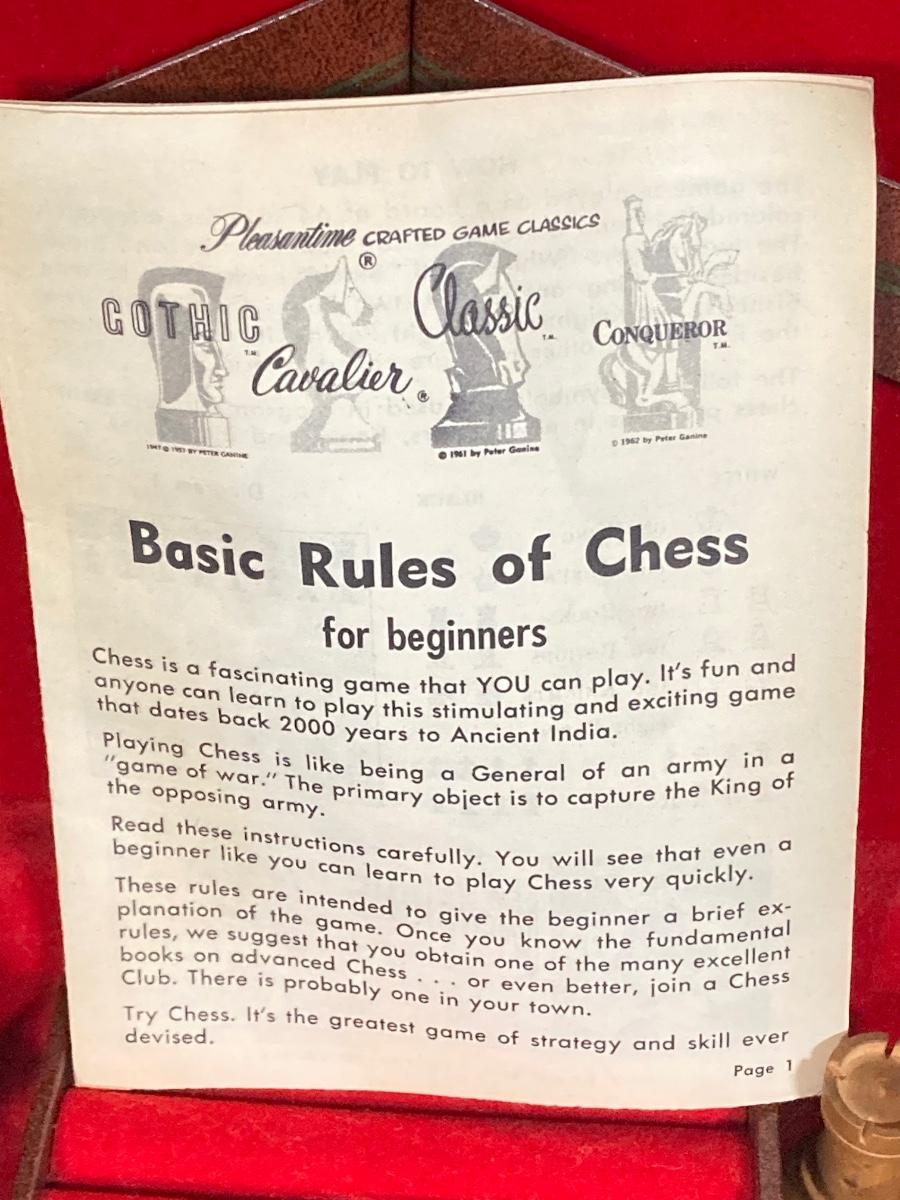 Pleasantime CRAFTED GAME CLASSICS
®
GOTHIC
T.M.
Cavalier ®
Classic T.M.
CONQUEROR
T.M.
1947 © 1957 BY PETER GANINE
© 1961 by Peter Ganine
© 1962 by Peter Ganine
Basic Rules of Chess
for beginners
Chess is a fascinating game that YOU can play. It's fun and
anyone can learn to play this stimulating and exciting game
that dates back 2000 years to Ancient India.
Playing Chess is like being a General of an army in a
"game of war." The primary object is to capture the King of
the opposing army.
Read these instructions carefully. You will see that even a
beginner like you can learn to play Chess very quickly.
These rules are intended to give the beginner a brief ex-
planation of the game. Once you know the fundamental
rules, we suggest that you obtain one of the many excellent
books on advanced Chess . . . or even better, join a Chess
Club. There is probably one in your town.
Try Chess. It's the greatest game of strategy and skill ever
devised.
Page 1